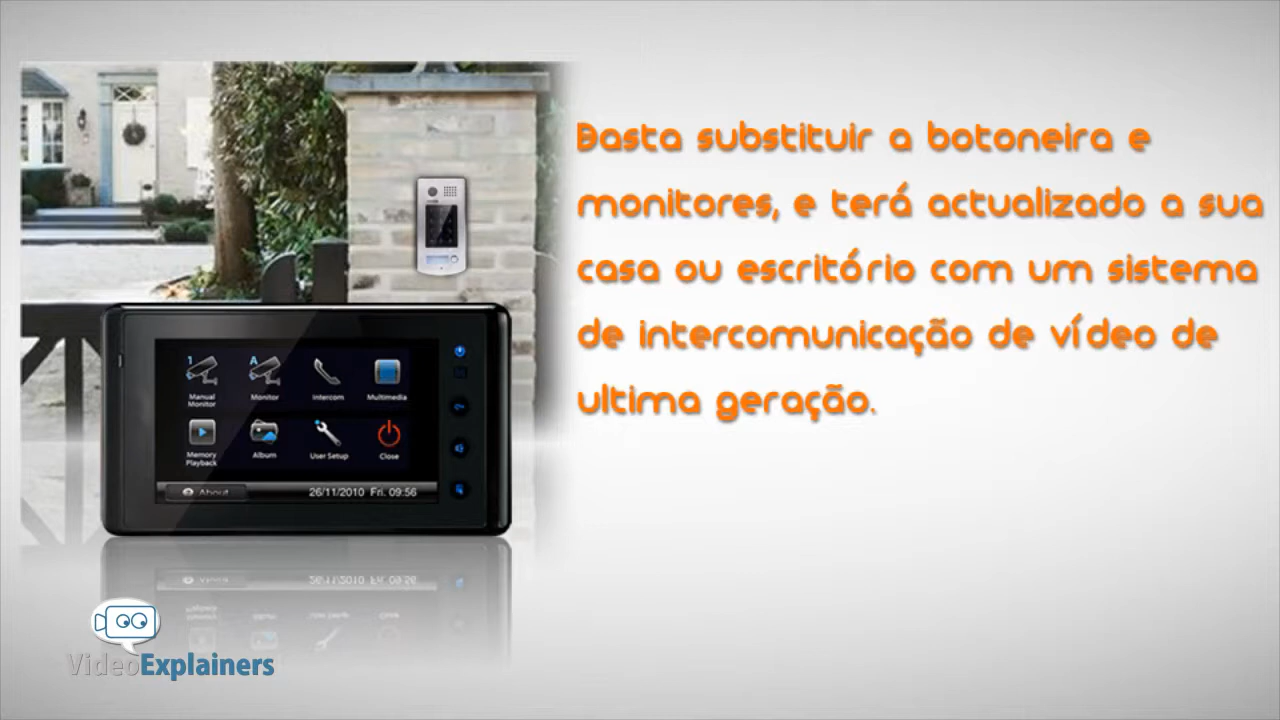 Basta substituir a botoneira e
monitores, e terá actualizado a sua
casa ou escritório com um sistema
de intercomunicação de vídeo de
ultima geração.
1 A
Manual Monitor Intercom Multimedia
Monitor
Memory Album User Setup Close
Playback
About 26/11/2010 Fri. 09:56
VideoExplainers